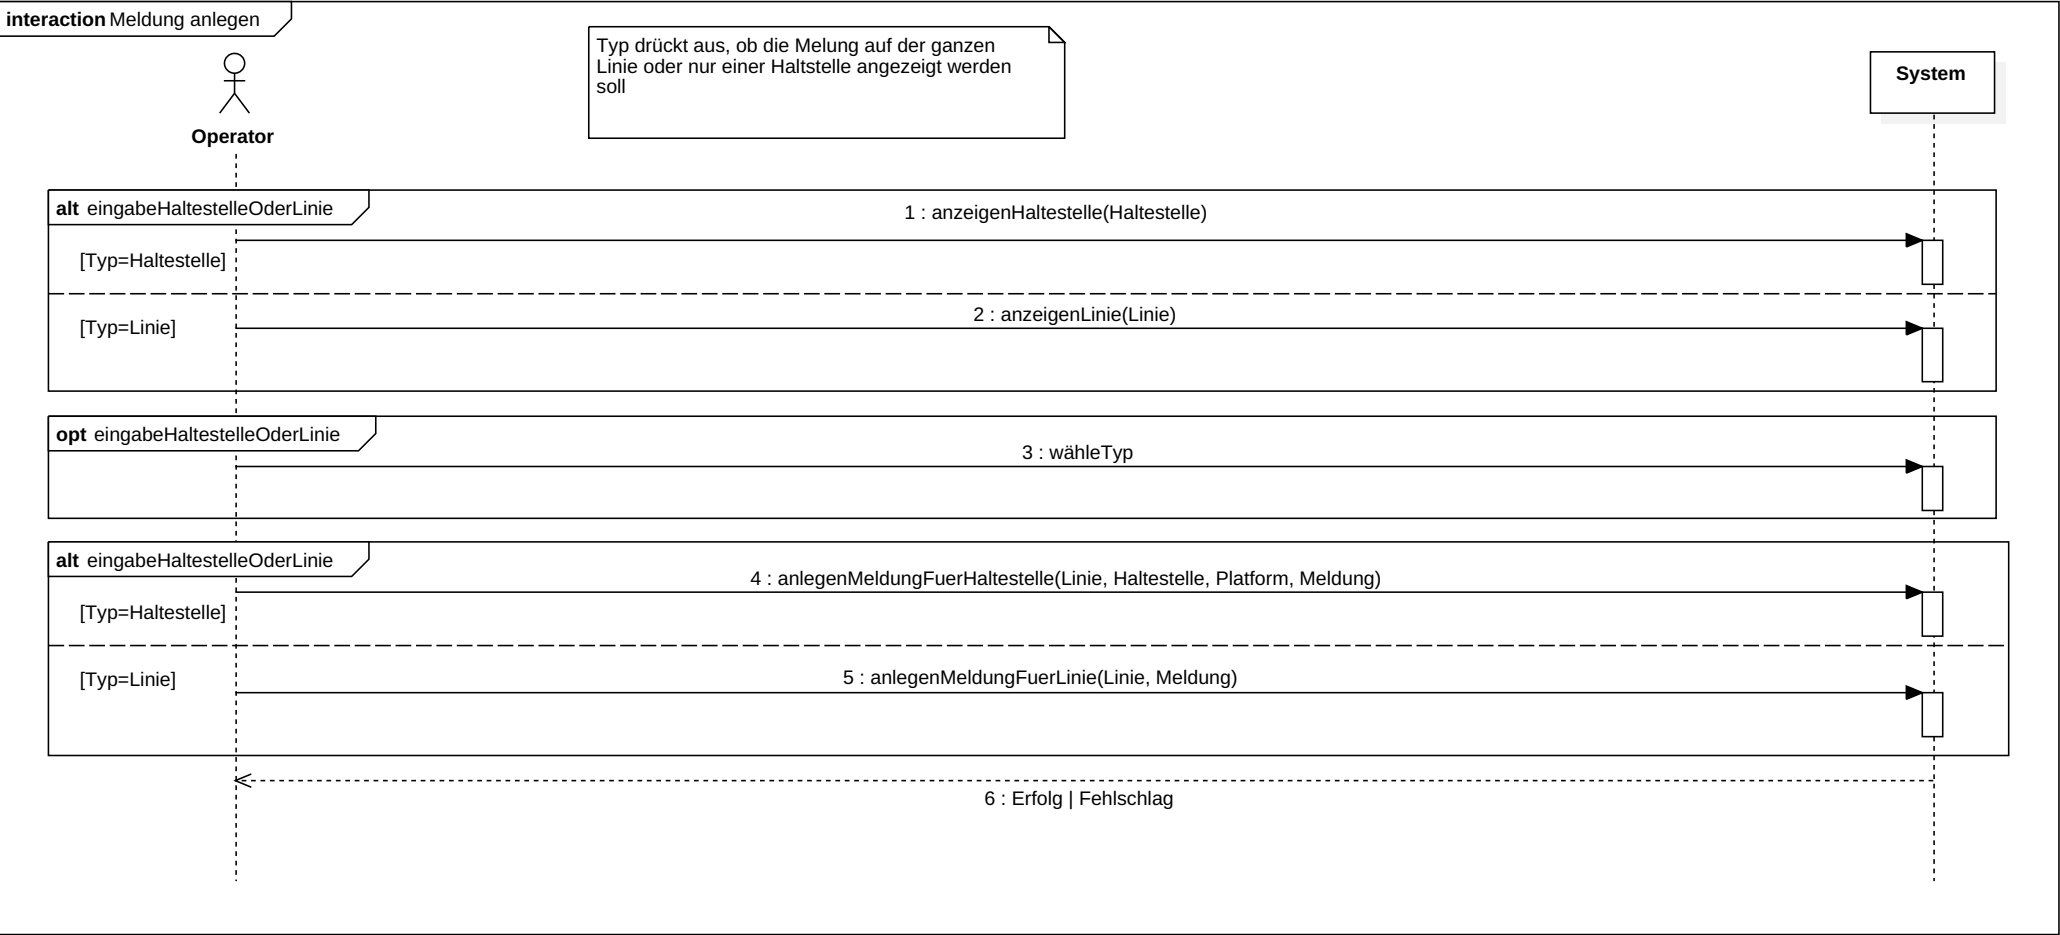 interaction Meldung anlegen
Typ drückt aus, ob die Melung auf der ganzen
Linie oder nur einer Haltstelle angezeigt werden
soll
System
Operator
alt eingabeHaltestelleOderLinie
1 : anzeigenHaltestelle(Haltestelle)
[Typ=Haltestelle]
2 : anzeigenLinie(Linie)
[Typ=Linie]
opt eingabeHaltestelleOderLinie
3 : wähleTyp
alt eingabeHaltestelleOderLinie
4 : anlegenMeldungFuerHaltestelle(Linie, Haltestelle, Platform, Meldung)
[Typ=Haltestelle]
5 : anlegenMeldungFuerLinie(Linie, Meldung)
[Typ=Linie]
6 : Erfolg | Fehlschlag